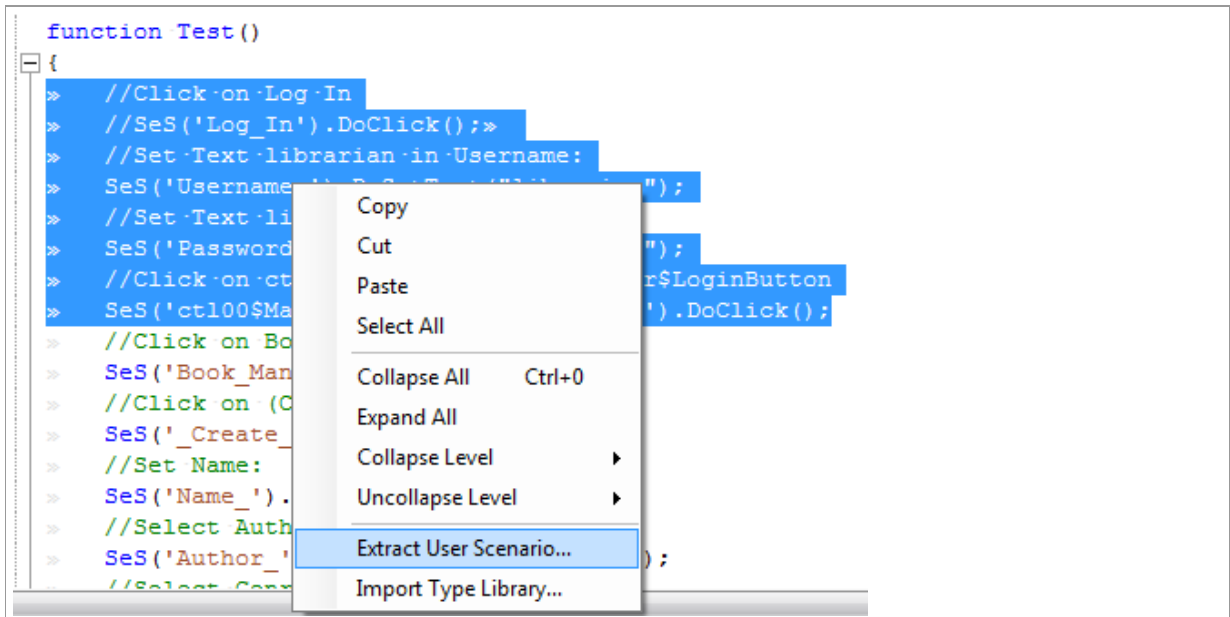 function Test()
{
//Click on Log In
//SeS('Log_In').DoClick();
//Set Text librarian in Username:
SeS('Username ");
//Set Text li
SeS('Password ");
//Click on ct r$LoginButton
SeS('ctl00$Ma ').DoClick();
//Click on Bo
SeS('Book_Man
//Click on (C
SeS('_Create_
//Set Name:
SeS('Name_').
//Select Auth
SeS('Author_' );
Copy
Cut
Paste
Select All
Collapse All Ctrl+0
Expand All
Collapse Level
Uncollapse Level
Extract User Scenario...
Import Type Library...